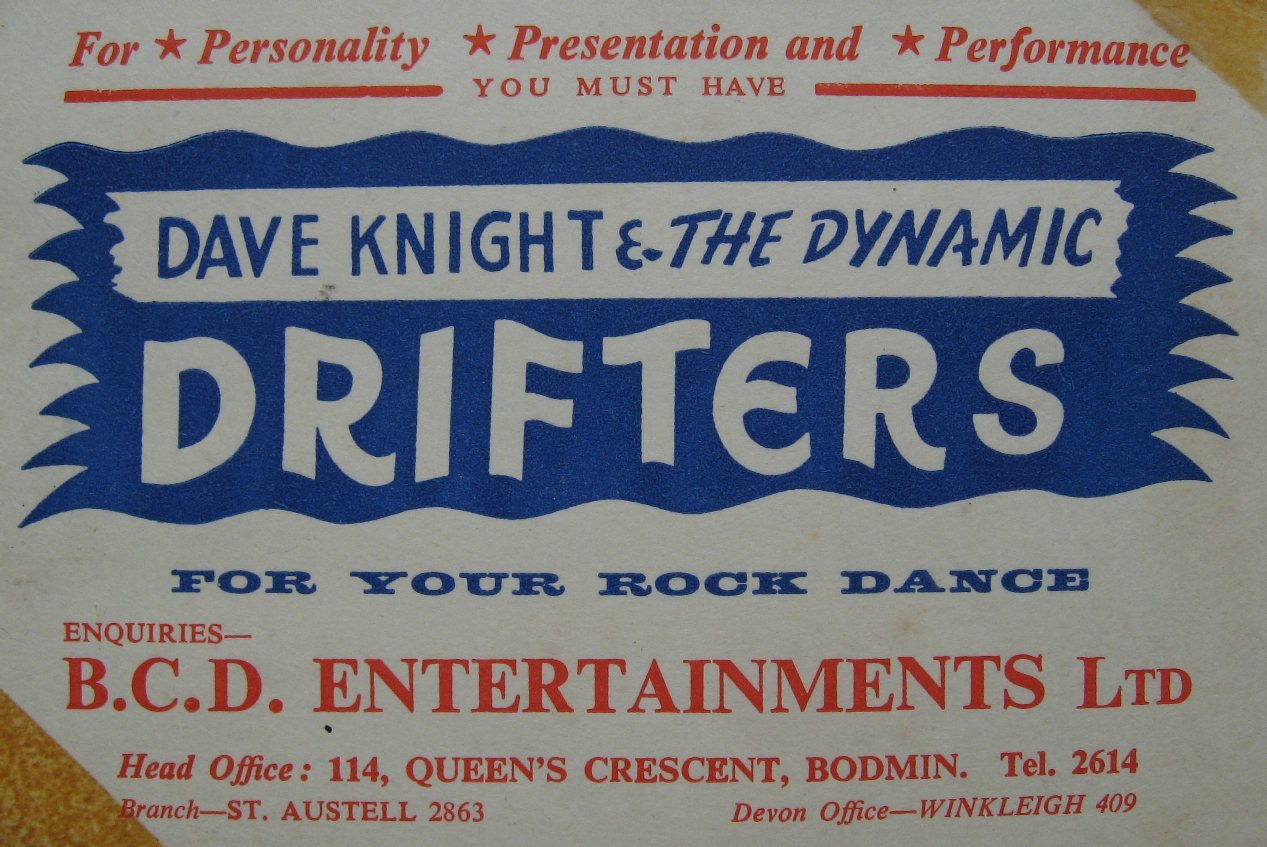 For ★ Personality ★ Presentation and ★ Performance
YOU MUST HAVE
DAVE KNIGHT & THE DYNAMIC
DRIFTERS
FOR YOUR ROCK DANCE
ENQUIRIES—
B.C.D. ENTERTAINMENTS LTD
Head Office: 114, QUEEN'S CRESCENT, BODMIN. Tel. 2614
Branch—ST. AUSTELL 2863 Devon Office—WINKLEIGH 409